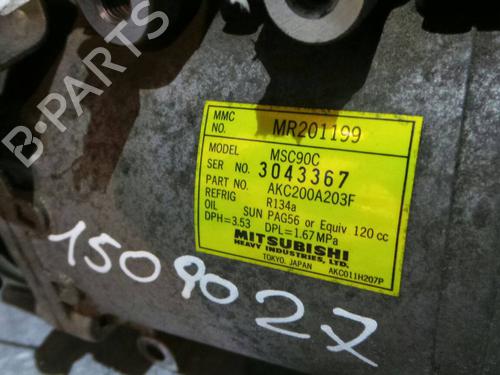 B-PARTS
MMC
NO. MR201199
MODEL MSC90C
SER NO. 3043367
PART NO. AKC200A203F
REFRIG R134a
OIL SUN PAG56 or Equiv 120 cc
DPH=3.53 DPL=1.67MPa
MITSUBISHI
HEAVY INDUSTRIES, LTD.
TOKYO. JAPAN AKC011H207P
1509027